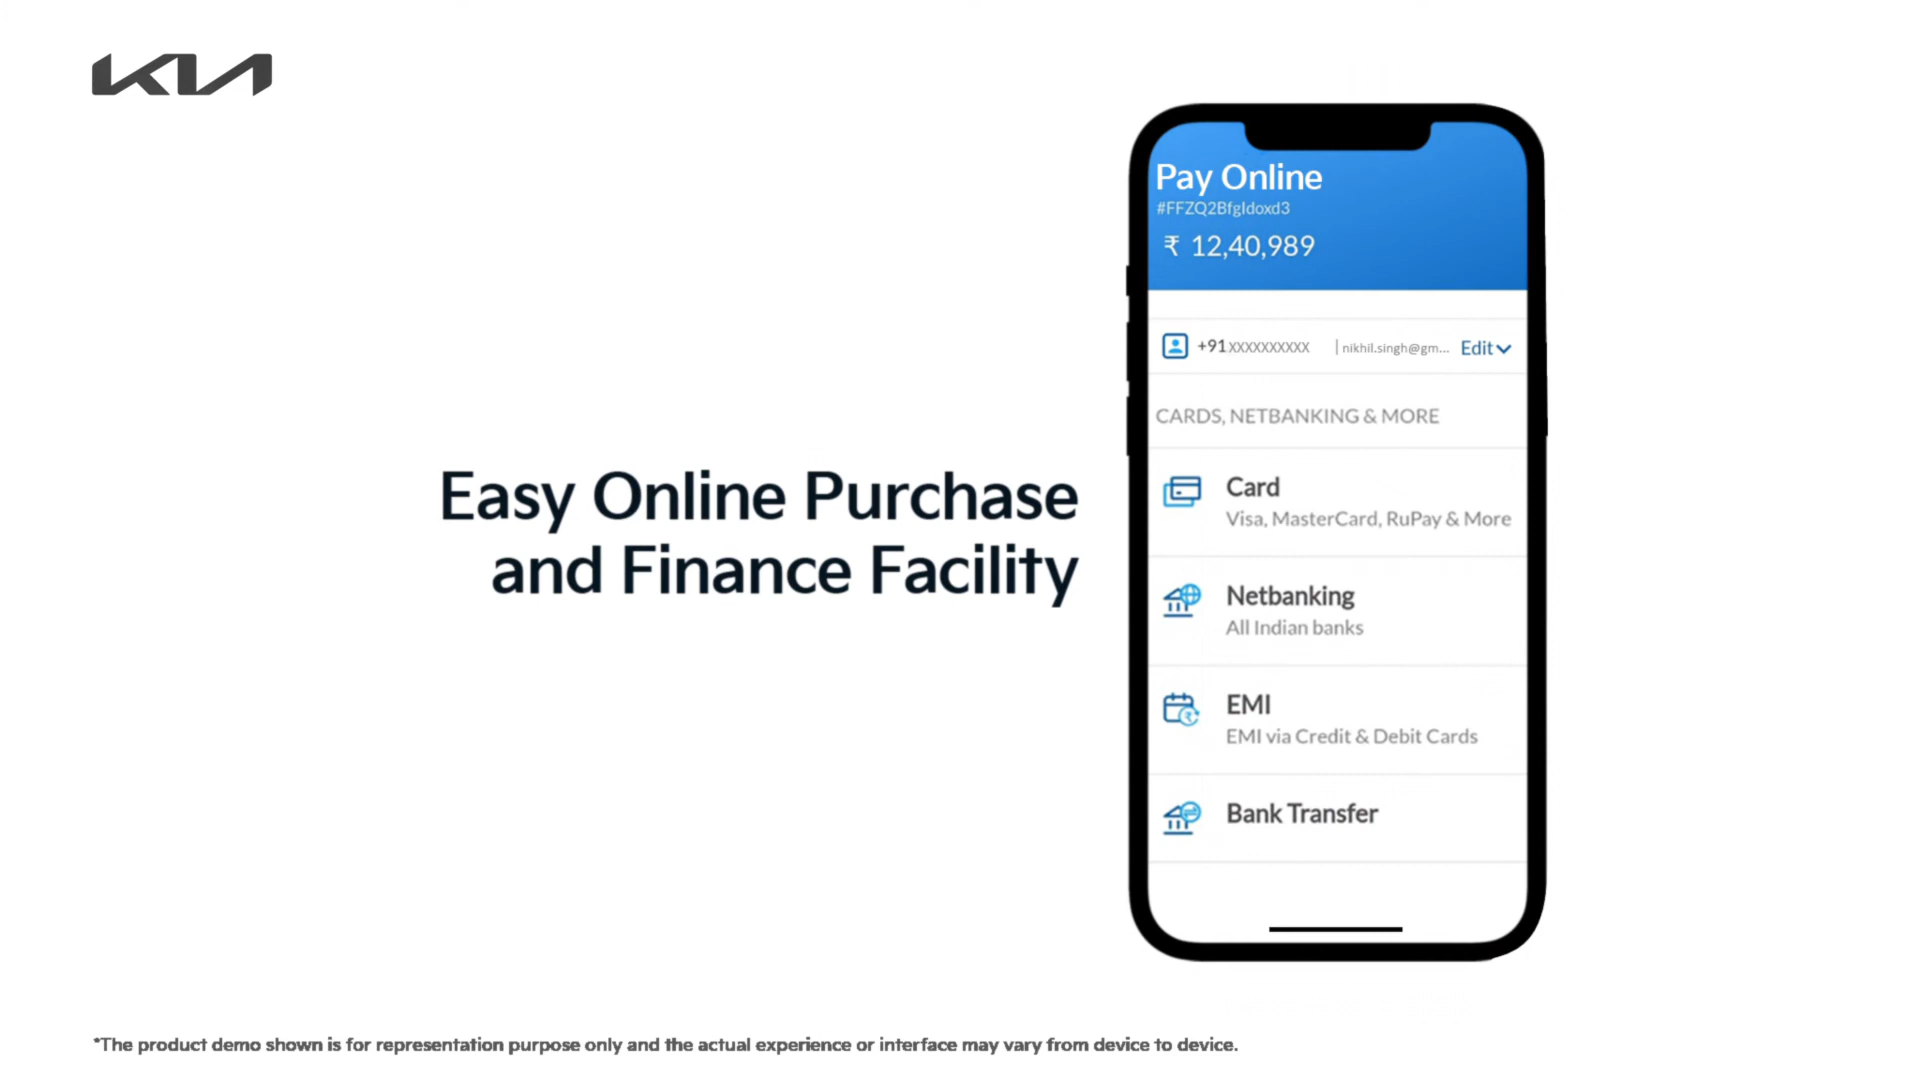 KIA
Easy Online Purchase
and Finance Facility
Pay Online
#FFZQ2BfgIdoxd3
₹ 12,40,989
+91 XXXXXXXXXX | nikhil.singh@gm... Edit
CARDS, NETBANKING & MORE
Card
Visa, MasterCard, RuPay & More
Netbanking
All Indian banks
EMI
EMI via Credit & Debit Cards
Bank Transfer
*The product demo shown is for representation purpose only and the actual experience or interface may vary from device to device.